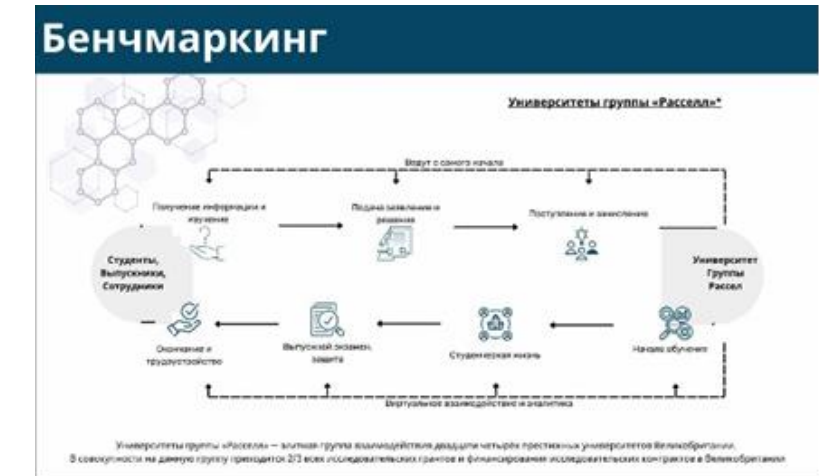 Бенчмаркинг
Университеты группы «Расселл»*
Ведут с самого начала
Получение информации и
изучение
Подача заявления и
решение
Поступление и зачисление
Студенты,
Выпускники,
Сотрудники
Университет
Группы
Рассел
Окончание и
трудоустройство
Выпускной экзамен,
защита
Студенческая жизнь
Начало обучения
Виртуальное взаимодействие и аналитика
Университеты группы «Расселл» — элитная группа взаимодействия двадцати четырёх престижных университетов Великобритании.
В совокупности на данную группу приходится 2/3 всех исследовательских грантов и финансирования исследовательских контрактов в Великобритании